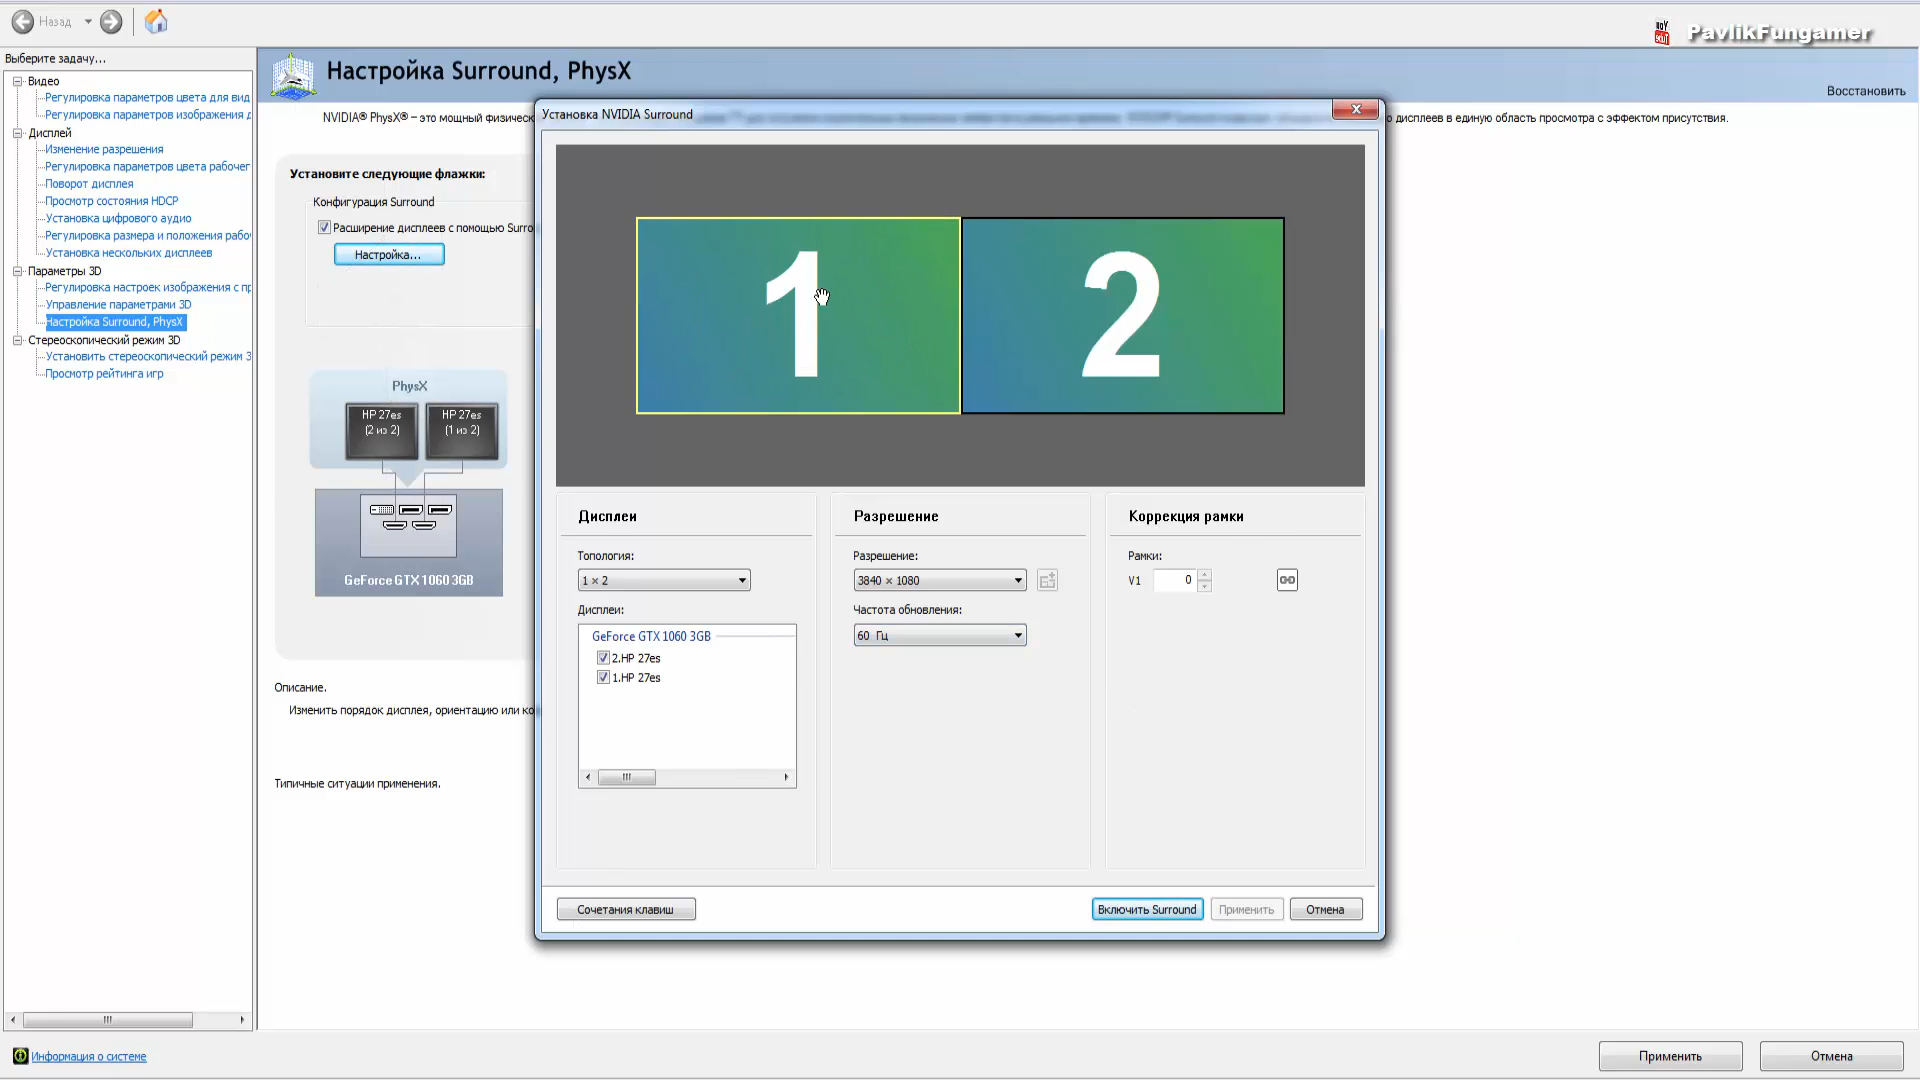 Назад
PavlikFungamer
Выберите задачу...
Видео
Регулировка параметров цвета для вид
Регулировка параметров изображения д
Дисплей
Изменение разрешения
Регулировка параметров цвета рабочег
Поворот дисплея
Просмотр состояния HDCP
Установка цифрового аудио
Регулировка размера и положения рабо
Установка нескольких дисплеев
Параметры 3D
Регулировка настроек изображения с пр
Управление параметрами 3D
Настройка Surround, PhysX
Стереоскопический режим 3D
Установить стереоскопический режим 3
Просмотр рейтинга игр
Информация о системе
Настройка Surround, PhysX
Восстановить
NVIDIA® PhysX® – это мощный физическ
дисплеев в единую область просмотра с эффектом присутствия.
Установите следующие флажки:
Конфигурация Surround
Расширение дисплеев с помощью Surro
Настройка...
PhysX
HP 27es
(2 из 2)
HP 27es
(1 из 2)
GeForce GTX 1060 3GB
Описание.
Изменить порядок дисплея, ориентацию или ко
Типичные ситуации применения.
Установка NVIDIA Surround
1
2
Дисплеи
Топология:
1 × 2
Дисплеи:
GeForce GTX 1060 3GB
2.HP 27es
1.HP 27es
Разрешение
Разрешение:
3840 × 1080
Частота обновления:
60 Гц
Коррекция рамки
Рамки:
V1 0
Сочетания клавиш
Включить Surround
Применить
Отмена
Применить
Отмена